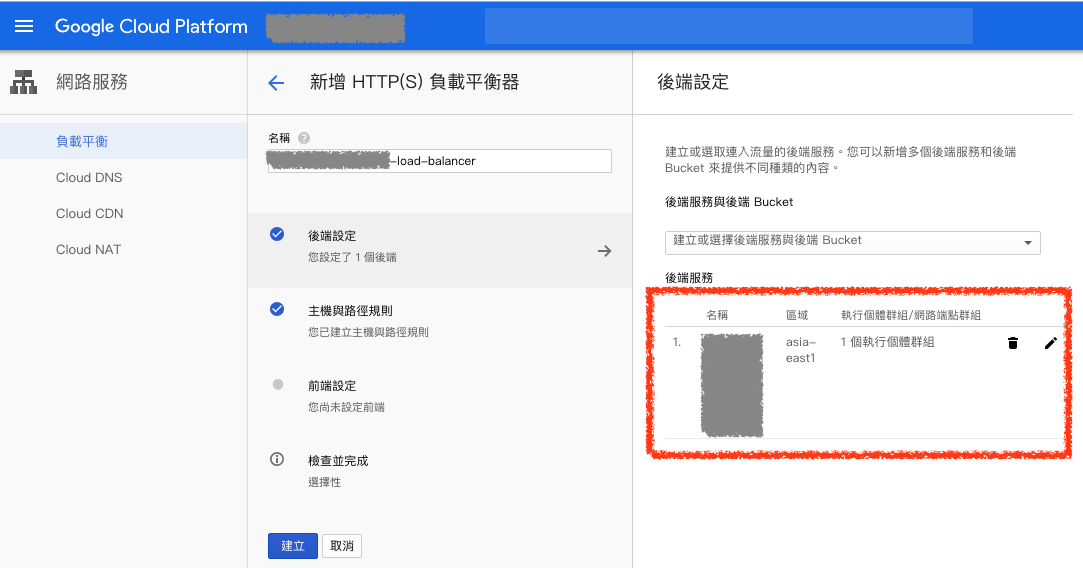 Google Cloud Platform
網路服務
負載平衡
Cloud DNS
Cloud CDN
Cloud NAT
新增 HTTP(S) 負載平衡器
名稱
-load-balancer
後端設定
您設定了 1 個後端
主機與路徑規則
您已建立主機與路徑規則
前端設定
您尚未設定前端
檢查並完成
選擇性
建立
取消
後端設定
建立或選取連入流量的後端服務。您可以新增多個後端服務和後端
Bucket 來提供不同種類的內容。
後端服務與後端 Bucket
建立或選擇後端服務與後端 Bucket
後端服務
名稱 區域 執行個體群組/網路端點群組
1. asia-
east1 1 個執行個體群組